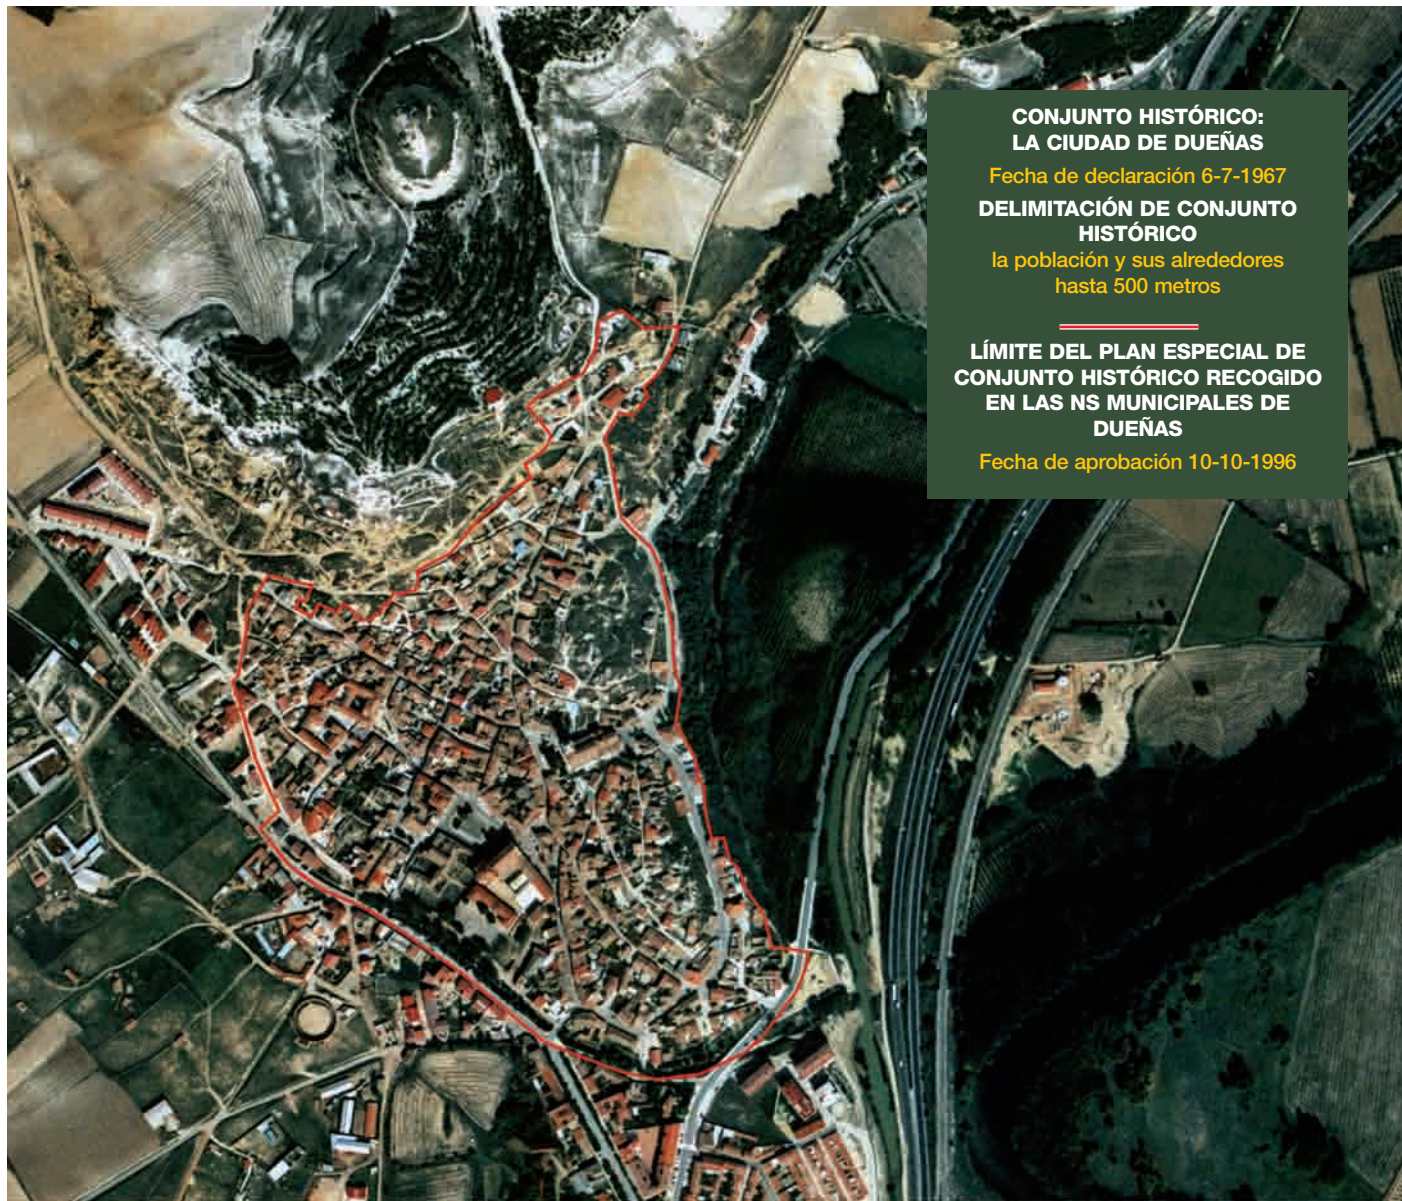 CONJUNTO HISTÓRICO:
LA CIUDAD DE DUEÑAS
Fecha de declaración 6-7-1967
DELIMITACIÓN DE CONJUNTO
HISTÓRICO
la población y sus alrededores
hasta 500 metros
LÍMITE DEL PLAN ESPECIAL DE
CONJUNTO HISTÓRICO RECOGIDO
EN LAS NS MUNICIPALES DE
DUEÑAS
Fecha de aprobación 10-10-1996